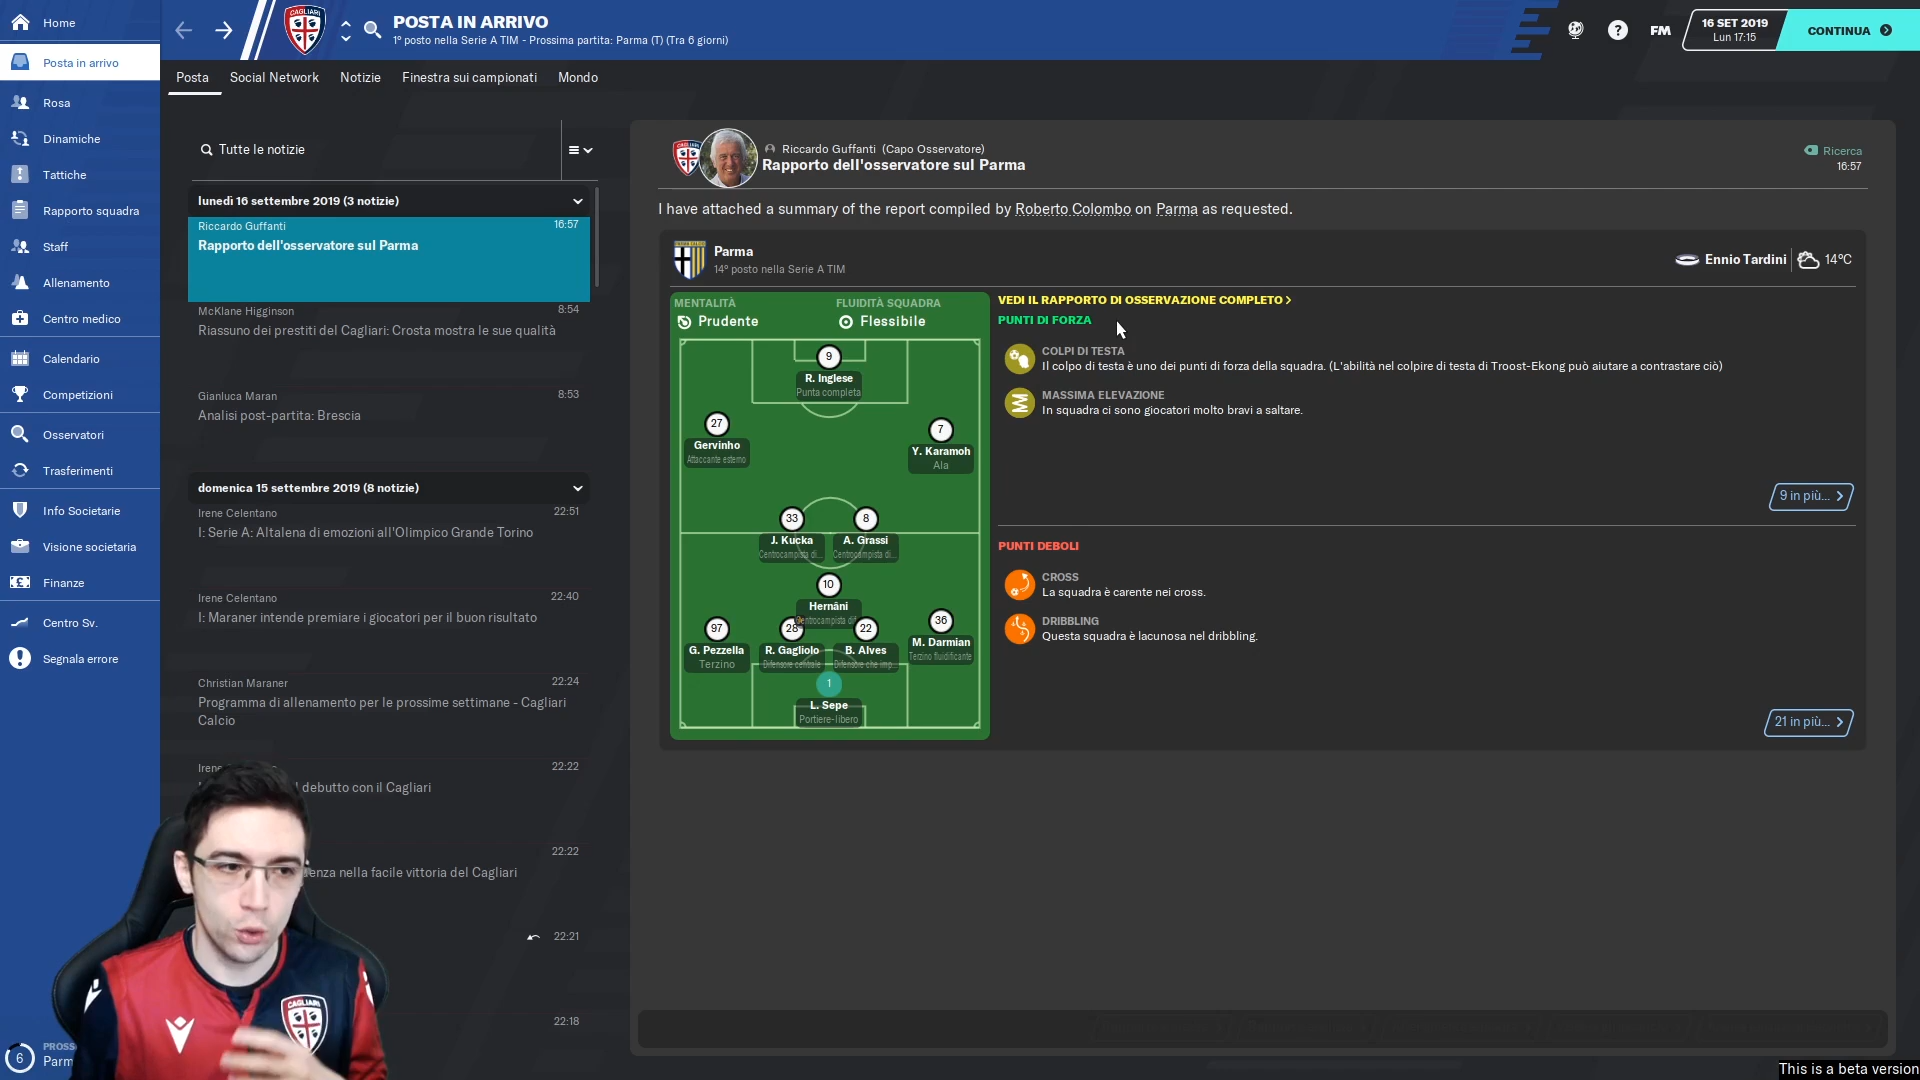 Home
Posta in arrivo
Rosa
Dinamiche
Tattiche
Rapporto squadra
Staff
Allenamento
Centro medico
Calendario
Competizioni
Osservatori
Trasferimenti
Info Societarie
Visione societaria
Finanze
Centro Sv.
Segnala errore
6
PROSS
Parm
CAGLIARI
POSTA IN ARRIVO
1° posto nella Serie A TIM - Prossima partita: Parma (T) (Tra 6 giorni)
?
FM
16 SET 2019
Lun 17:15
CONTINUA
Posta
Social Network
Notizie
Finestra sui campionati
Mondo
Tutte le notizie
lunedì 16 settembre 2019 (3 notizie)
Riccardo Guffanti 16:57
Rapporto dell'osservatore sul Parma
McKlane Higginson 8:54
Riassuno dei prestiti del Cagliari: Crosta mostra le sue qualità
Gianluca Maran 8:53
Analisi post-partita: Brescia
domenica 15 settembre 2019 (8 notizie)
Irene Celentano 22:51
I: Serie A: Altalena di emozioni all'Olimpico Grande Torino
Irene Celentano 22:40
I: Maraner intende premiare i giocatori per il buon risultato
Christian Maraner 22:24
Programma di allenamento per le prossime settimane - Cagliari
Calcio
22:22
debutto con il Cagliari
22:22
enza nella facile vittoria del Cagliari
22:21
22:18
Riccardo Guffanti (Capo Osservatore)
Rapporto dell'osservatore sul Parma
Ricerca
16:57
I have attached a summary of the report compiled by Roberto Colombo on Parma as requested.
Parma
14° posto nella Serie A TIM
Ennio Tardini
14°C
MENTALITÀ
Prudente
FLUIDITÀ SQUADRA
Flessibile
9
R. Inglese
Punta completa
27
Gervinho
Attaccante esterno
7
Y. Karamoh
Ala
33
J. Kucka
Centrocampista di...
8
A. Grassi
Centrocampista di...
10
Hernâni
97
G. Pezzella
Terzino
28
R. Gagliolo
Difensore centrale
22
B. Alves
Difensore che imp...
36
M. Darmian
Terzino fluidificante
1
L. Sepe
Portiere-libero
VEDI IL RAPPORTO DI OSSERVAZIONE COMPLETO >
PUNTI DI FORZA
COLPI DI TESTA
Il colpo di testa è uno dei punti di forza della squadra. (L'abilità nel colpire di testa di Troost-Ekong può aiutare a contrastare ciò)
MASSIMA ELEVAZIONE
In squadra ci sono giocatori molto bravi a saltare.
9 in più... >
PUNTI DEBOLI
CROSS
La squadra è carente nei cross.
DRIBBLING
Questa squadra è lacunosa nel dribbling.
21 in più... >
CAGLIARI
This is a beta version